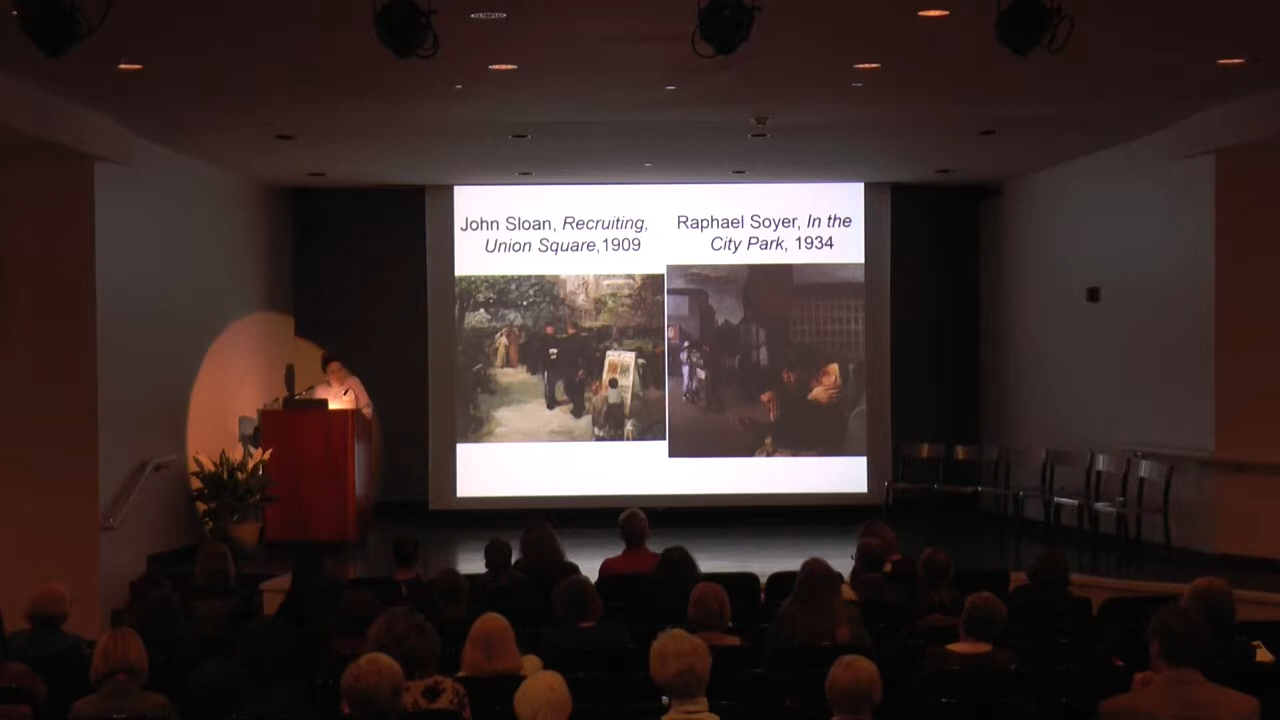 John Sloan, Recruiting,
Union Square,1909
Raphael Soyer, In the
City Park, 1934